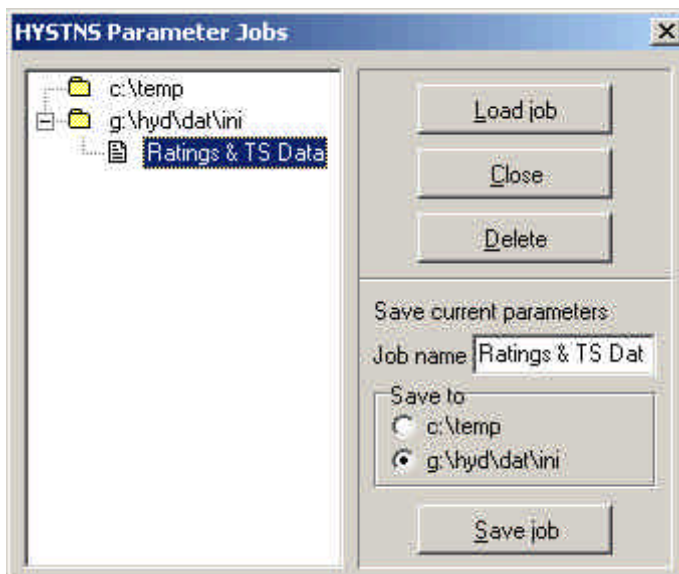 HYSTNS Parameter Jobs
c:\temp
g:\hyd\dat\ini
Ratings & TS Data
Load job
Close
Delete
Save current parameters
Job name Ratings & TS Dat
Save to
c:\temp
g:\hyd\dat\ini
Save job